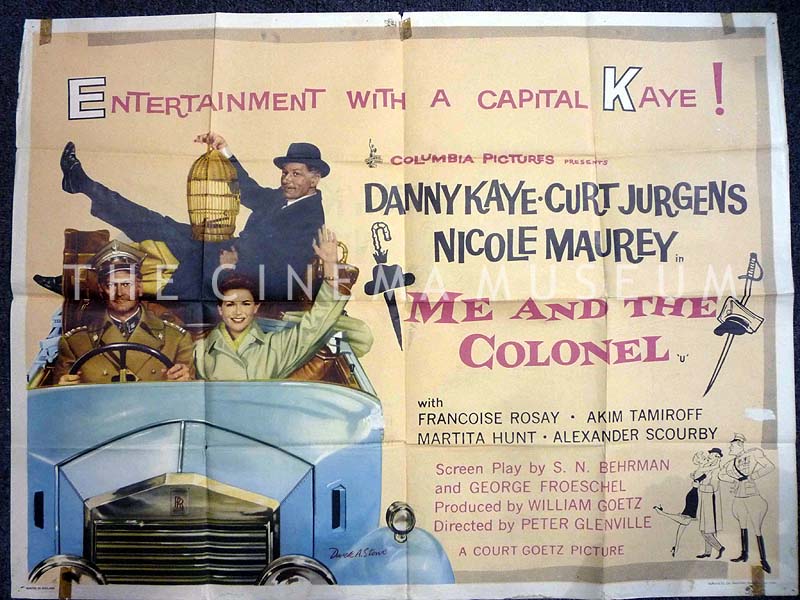 ENTERTAINMENT WITH A CAPITAL KAYE!
COLUMBIA PICTURES PRESENTS
DANNY KAYE · CURT JURGENS
NICOLE MAUREY in
THE CINEMA MUSEUM
ME AND THE
COLONEL 'U'
with
FRANCOISE ROSAY · AKIM TAMIROFF
MARTITA HUNT · ALEXANDER SCOURBY
Screen Play by S. N. BEHRMAN
and GEORGE FROESCHEL
Produced by WILLIAM GOETZ
Directed by PETER GLENVILLE
A COURT GOETZ PICTURE
RR